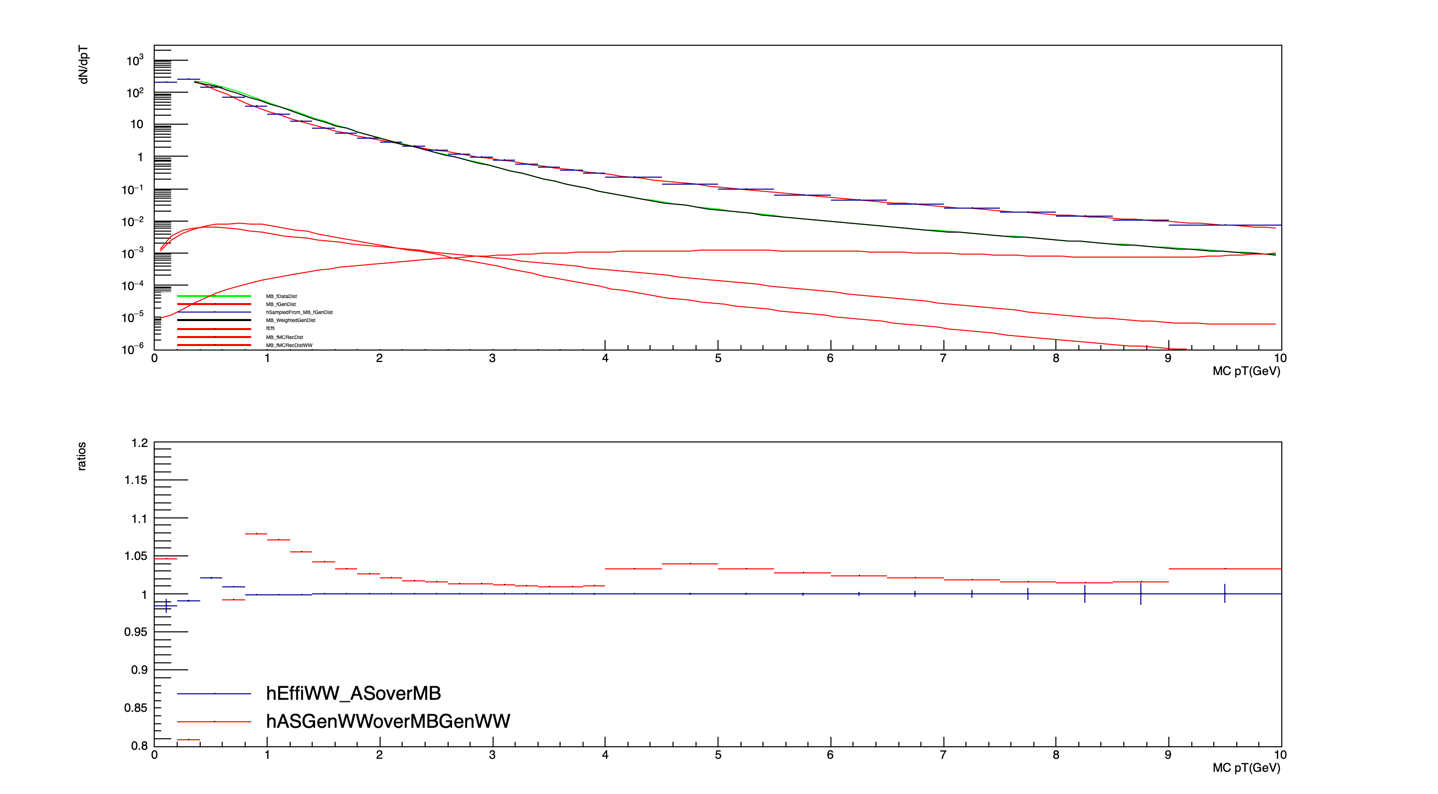 dN/dpT
10³
10²
10
1
10⁻¹
10⁻²
10⁻³
10⁻⁴
10⁻⁵
10⁻⁶
MB_fDataDist
MB_fGenDist
hSampledFrom_MB_fGenDist
MB_WeightedGenDist
fEffi
MB_fMCRecDist
MB_fMCRecDistWW
0 1 2 3 4 5 6 7 8 9 10
MC pT(GeV)
ratios
1.2
1.15
1.1
1.05
1
0.95
0.9
0.85
0.8
hEffiWW_ASoverMB
hASGenWWoverMBGenWW
0 1 2 3 4 5 6 7 8 9 10
MC pT(GeV)